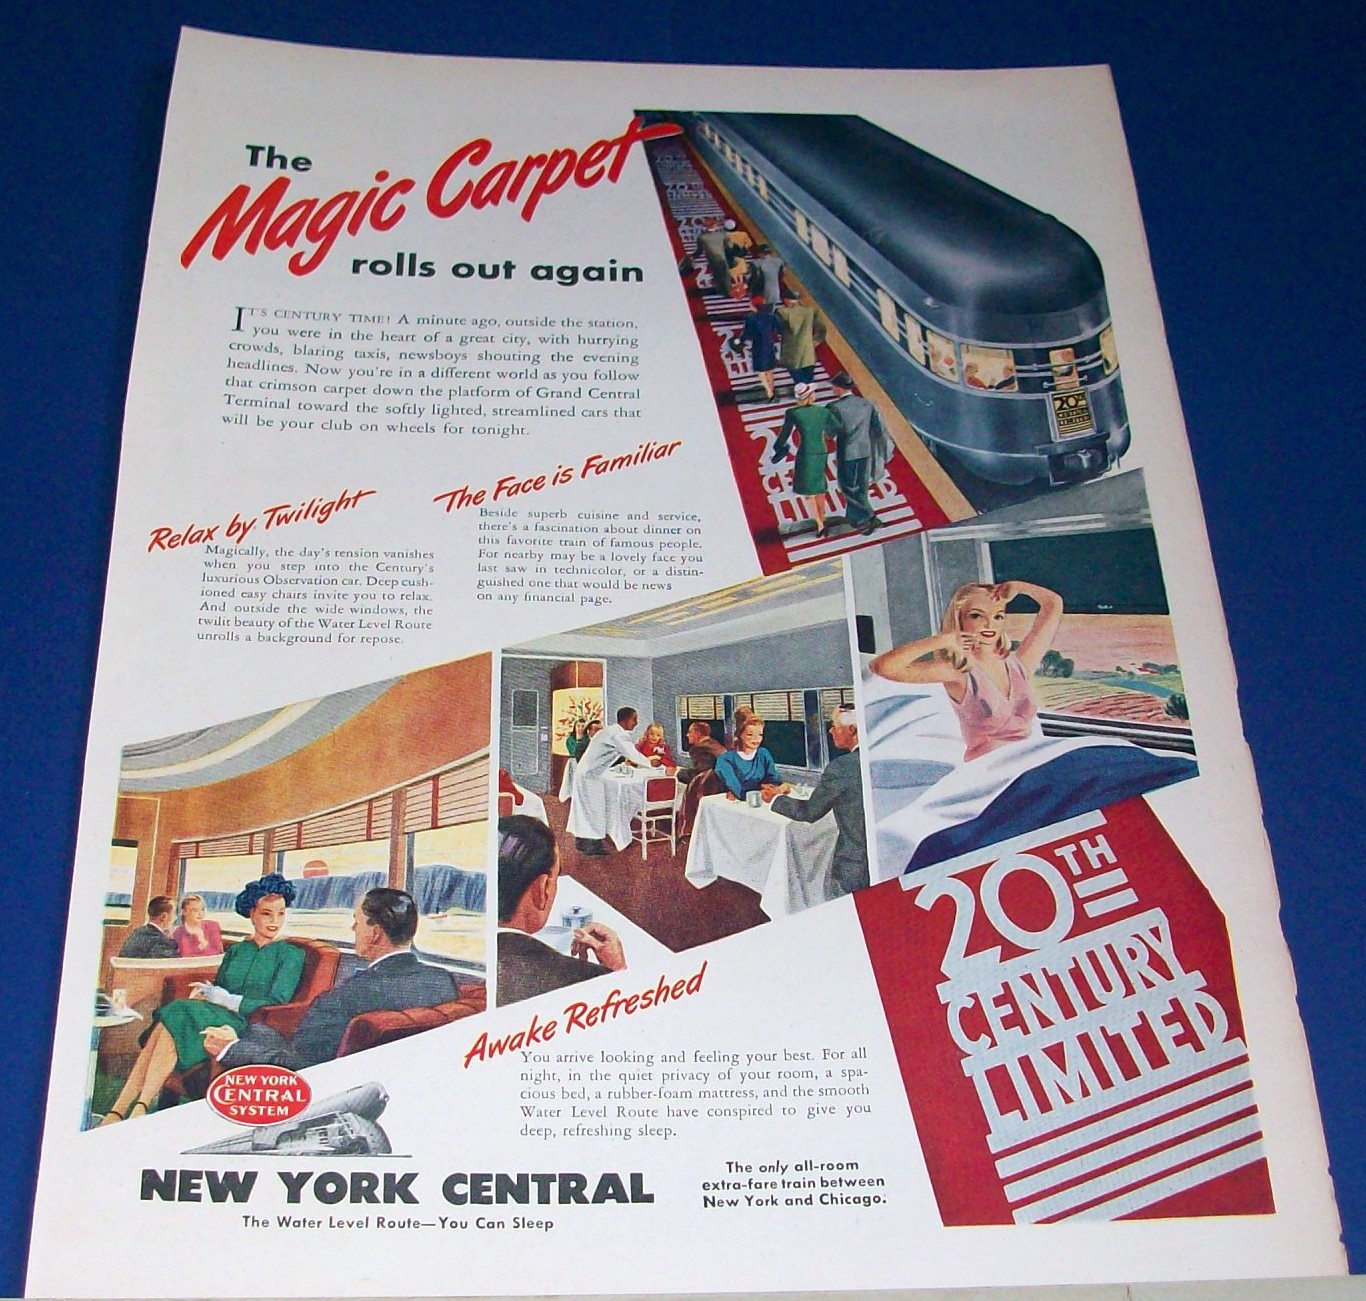 The
Magic Carpet
rolls out again
IT'S CENTURY TIME! A minute ago, outside the station,
you were in the heart of a great city, with hurrying
crowds, blaring taxis, newsboys shouting the evening
headlines. Now you're in a different world as you follow
that crimson carpet down the platform of Grand Central
Terminal toward the softly lighted, streamlined cars that
will be your club on wheels for tonight.
Relax by Twilight
Magically, the day's tension vanishes
when you step into the Century's
luxurious Observation car. Deep cush-
ioned easy chairs invite you to relax.
And outside the wide windows, the
twilit beauty of the Water Level Route
unrolls a background for repose.
The Face is Familiar
Beside superb cuisine and service,
there's a fascination about dinner on
this favorite train of famous people.
For nearby may be a lovely face you
last saw in technicolor, or a distin-
guished one that would be news
on any financial page.
20TH
CENTURY
LIMITED
20
CENTURY
LIMITED
Awake Refreshed
You arrive looking and feeling your best. For all
night, in the quiet privacy of your room, a spa-
cious bed, a rubber-foam mattress, and the smooth
Water Level Route have conspired to give you
deep, refreshing sleep.
20TH
CENTURY
LIMITED
NEW YORK
CENTRAL
SYSTEM
NEW YORK CENTRAL
The Water Level Route—You Can Sleep
The only all-room
extra-fare train between
New York and Chicago.